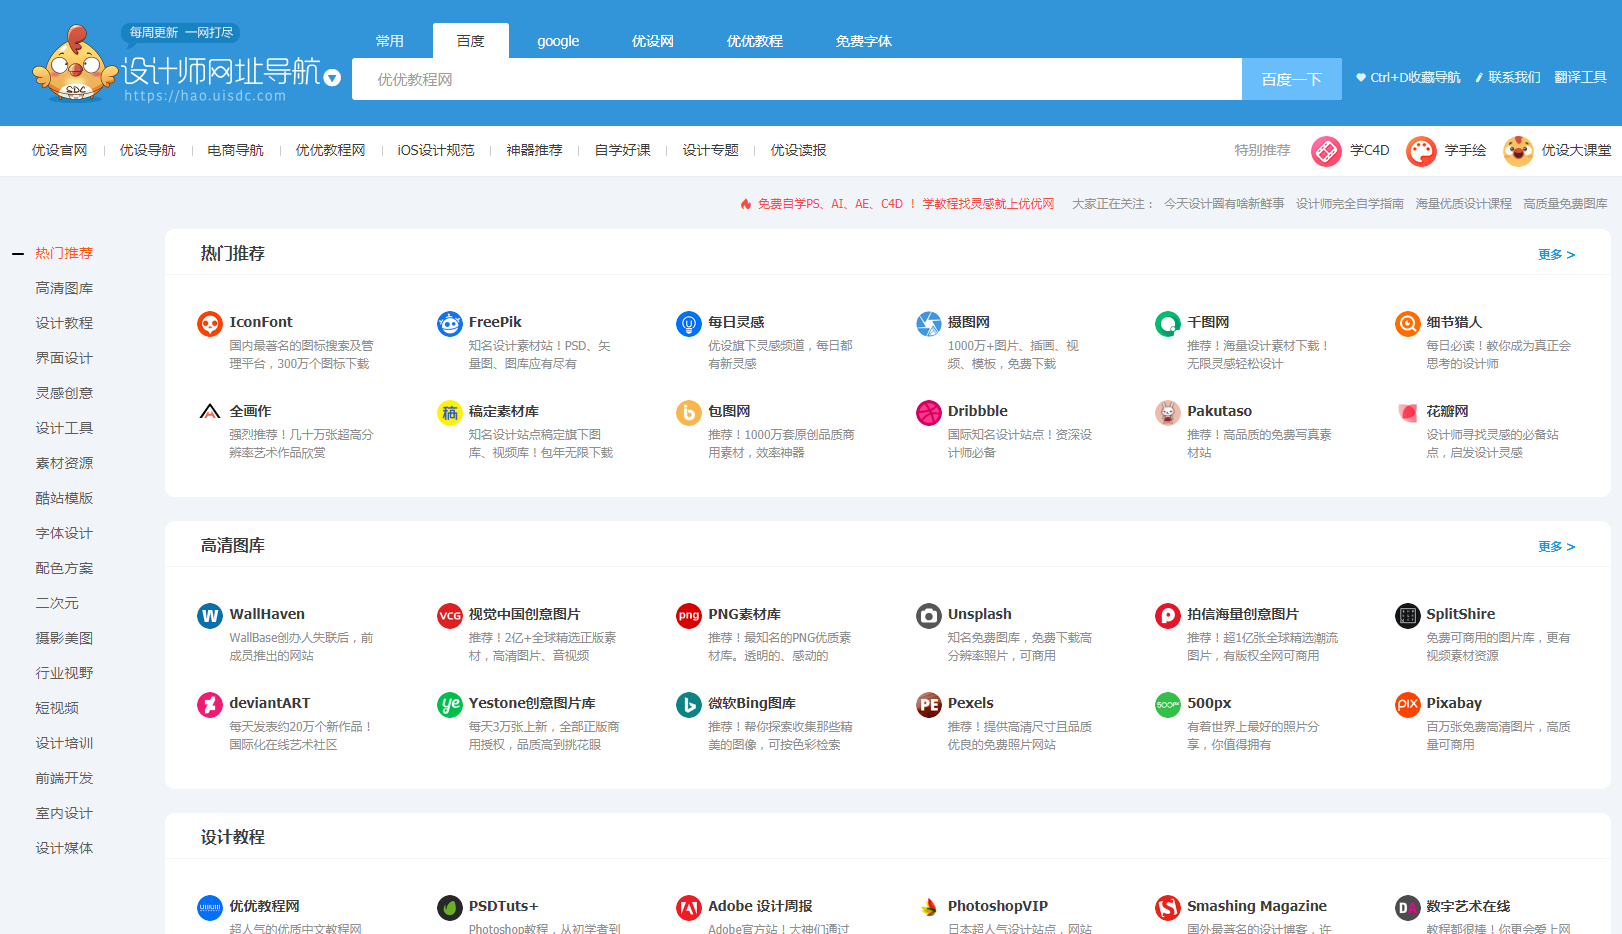 每周更新 一网打尽
设计师网址导航
https://hao.uisdc.com
SDC
常用 百度 google 优设网 优优教程 免费字体
优优教程网 百度一下
Ctrl+D收藏导航 联系我们 翻译工具
优设官网 优设导航 电商导航 优优教程网 iOS设计规范 神器推荐 自学好课 设计专题 优设读报
特别推荐 学C4D 学手绘 优设大课堂
免费自学PS、AI、AE、C4D ！ 学教程找灵感就上优优网 大家正在关注： 今天设计圈有啥新鲜事 设计师完全自学指南 海量优质设计课程 高质量免费图库
热门推荐
高清图库
设计教程
界面设计
灵感创意
设计工具
素材资源
酷站模版
字体设计
配色方案
二次元
摄影美图
行业视野
短视频
设计培训
前端开发
室内设计
设计媒体
热门推荐 更多 >
IconFont
国内最著名的图标搜索及管
理平台，300万个图标下载
FreePik
知名设计素材站！PSD、矢
量图、图库应有尽有
每日灵感
优设旗下灵感频道，每日都
有新灵感
摄图网
1000万+图片、插画、视
频、模板，免费下载
千图网
推荐！海量设计素材下载！
无限灵感轻松设计
细节猎人
每日必读！教你成为真正会
思考的设计师
全画作
强烈推荐！几十万张超高分
辨率艺术作品欣赏
稿
稿定素材库
知名设计站点稿定旗下图
库、视频库！包年无限下载
包图网
推荐！1000万套原创品质商
用素材，效率神器
Dribbble
国际知名设计站点！资深设
计师必备
Pakutaso
推荐！高品质的免费写真素
材站
花瓣网
设计师寻找灵感的必备站
点，启发设计灵感
高清图库 更多 >
W
WallHaven
WallBase创办人失联后，前
成员推出的网站
VCG
视觉中国创意图片
推荐！2亿+全球精选正版素
材，高清图片、音视频
png
PNG素材库
推荐！最知名的PNG优质素
材库。透明的、感动的
Unsplash
知名免费图库，免费下载高
分辨率照片，可商用
拍信海量创意图片
推荐！超1亿张全球精选潮流
图片，有版权全网可商用
SplitShire
免费可商用的图片库，更有
视频素材资源
deviantART
每天发表约20万个新作品！
国际化在线艺术社区
ye
Yestone创意图片库
每天3万张上新，全部正版商
用授权，品质高到挑花眼
微软Bing图库
推荐！帮你探索收集那些精
美的图像，可按色彩检索
PE
Pexels
推荐！提供高清尺寸且品质
优良的免费照片网站
500px
500px
有着世界上最好的照片分
享，你值得拥有
PIX
Pixabay
百万张免费高清图片，高质
量可商用
设计教程
优优教程网
超人气的优质中文教程网
PSDTuts+
Photoshop教程，从初学者到
Adobe 设计周报
Adobe官方站！大神们通过
PhotoshopVIP
日本超人气设计站点，网站
Smashing Magazine
国外最著名的设计博客，许
DA
数字艺术在线
教程都很棒！你更会爱上网